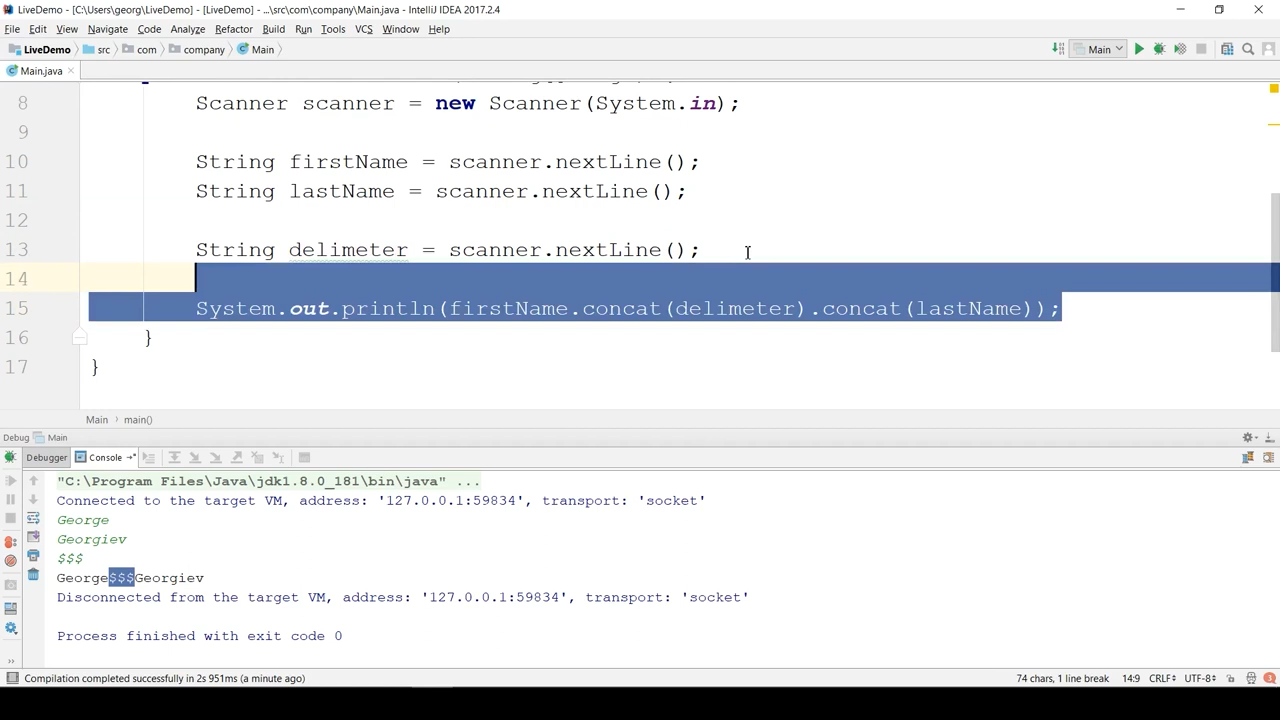 LiveDemo - [C:\Users\georg\LiveDemo] - [LiveDemo] - ...\src\com\company\Main.java - IntelliJ IDEA 2017.2.4
File Edit View Navigate Code Analyze Refactor Build Run Tools VCS Window Help
LiveDemo src com company Main Main
Main.java
8 Scanner scanner = new Scanner(System.in);
9
10 String firstName = scanner.nextLine();
11 String lastName = scanner.nextLine();
12
13 String delimeter = scanner.nextLine();
14
15 System.out.println(firstName.concat(delimeter).concat(lastName));
16 }
17 }
Main main()
Debug Main
Debugger Console
"C:\Program Files\Java\jdk1.8.0_181\bin\java" ...
Connected to the target VM, address: '127.0.0.1:59834', transport: 'socket'
George
Georgiev
$$$
George$$$Georgiev
Disconnected from the target VM, address: '127.0.0.1:59834', transport: 'socket'
Process finished with exit code 0
Compilation completed successfully in 2s 951ms (a minute ago) 74 chars, 1 line break 14:9 CRLF UTF-8 3